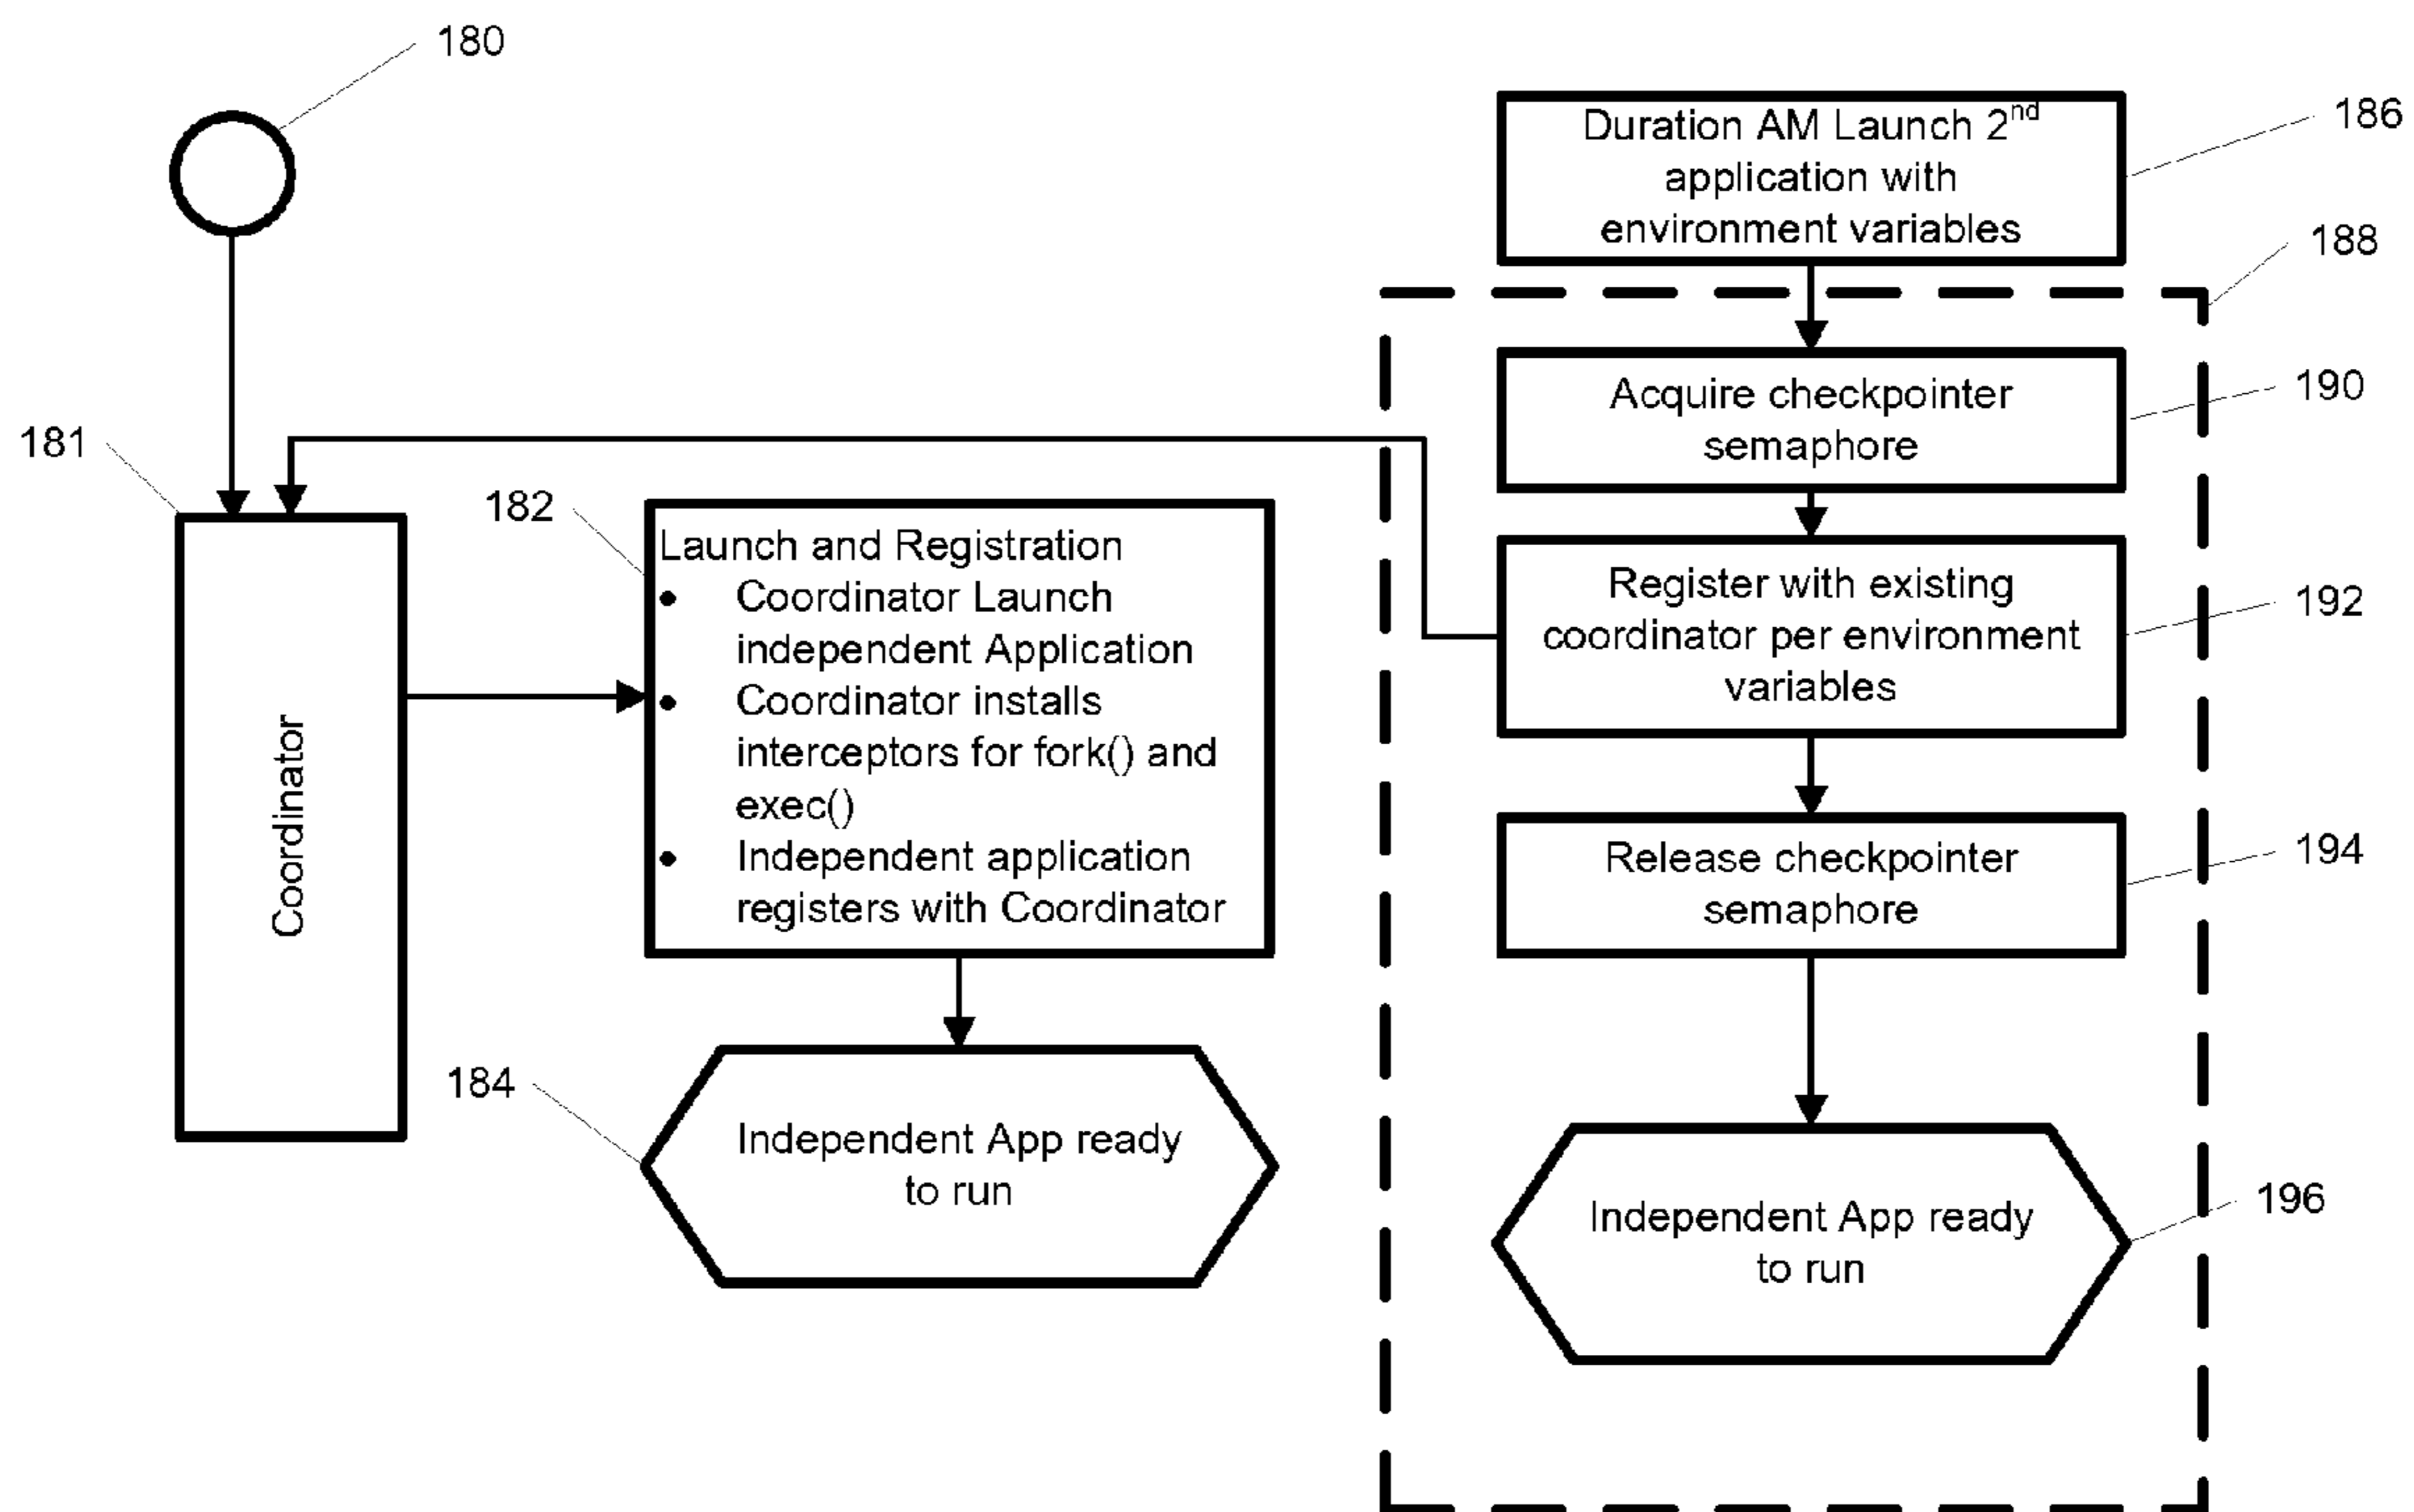 180
Duration AM Launch 2nd
application with
environment variables
186
188
Acquire checkpointer
semaphore
190
181
182
Launch and Registration
• Coordinator Launch
independent Application
• Coordinator installs
interceptors for fork() and
exec()
• Independent application
registers with Coordinator
Register with existing
coordinator per environment
variables
192
Coordinator
Release checkpointer
semaphore
194
184
Independent App ready
to run
Independent App ready
to run
196